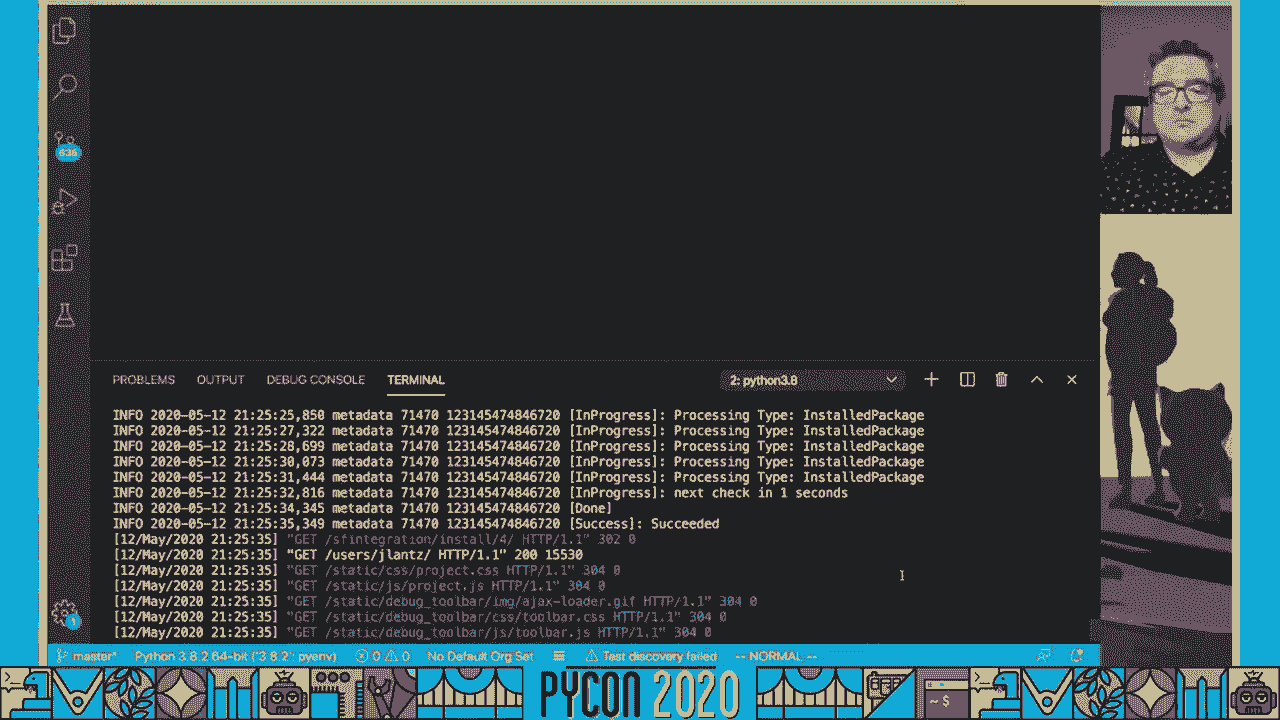 636
PROBLEMS OUTPUT DEBUG CONSOLE TERMINAL 2: python3.8
INFO 2020-05-12 21:25:25,850 metadata 71470 123145474846720 [InProgress]: Processing Type: InstalledPackage
INFO 2020-05-12 21:25:27,322 metadata 71470 123145474846720 [InProgress]: Processing Type: InstalledPackage
INFO 2020-05-12 21:25:28,699 metadata 71470 123145474846720 [InProgress]: Processing Type: InstalledPackage
INFO 2020-05-12 21:25:30,073 metadata 71470 123145474846720 [InProgress]: Processing Type: InstalledPackage
INFO 2020-05-12 21:25:31,444 metadata 71470 123145474846720 [InProgress]: Processing Type: InstalledPackage
INFO 2020-05-12 21:25:32,816 metadata 71470 123145474846720 [InProgress]: next check in 1 seconds
INFO 2020-05-12 21:25:34,345 metadata 71470 123145474846720 [Done]
INFO 2020-05-12 21:25:35,349 metadata 71470 123145474846720 [Success]: Succeeded
[12/May/2020 21:25:35] "GET /sfintegration/install/4/ HTTP/1.1" 302 0
[12/May/2020 21:25:35] "GET /users/jlantz/ HTTP/1.1" 200 15530
[12/May/2020 21:25:35] "GET /static/css/project.css HTTP/1.1" 304 0
[12/May/2020 21:25:35] "GET /static/js/project.js HTTP/1.1" 304 0
[12/May/2020 21:25:35] "GET /static/debug_toolbar/img/ajax-loader.gif HTTP/1.1" 304 0
[12/May/2020 21:25:35] "GET /static/debug_toolbar/css/toolbar.css HTTP/1.1" 304 0
[12/May/2020 21:25:35] "GET /static/debug_toolbar/js/toolbar.js HTTP/1.1" 304 0
1
master* Python 3.8.2 64-bit ('3.8.2': pyenv) 0 0 No Default Org Set Test discovery failed -- NORMAL --
PYCON 2020
~ $